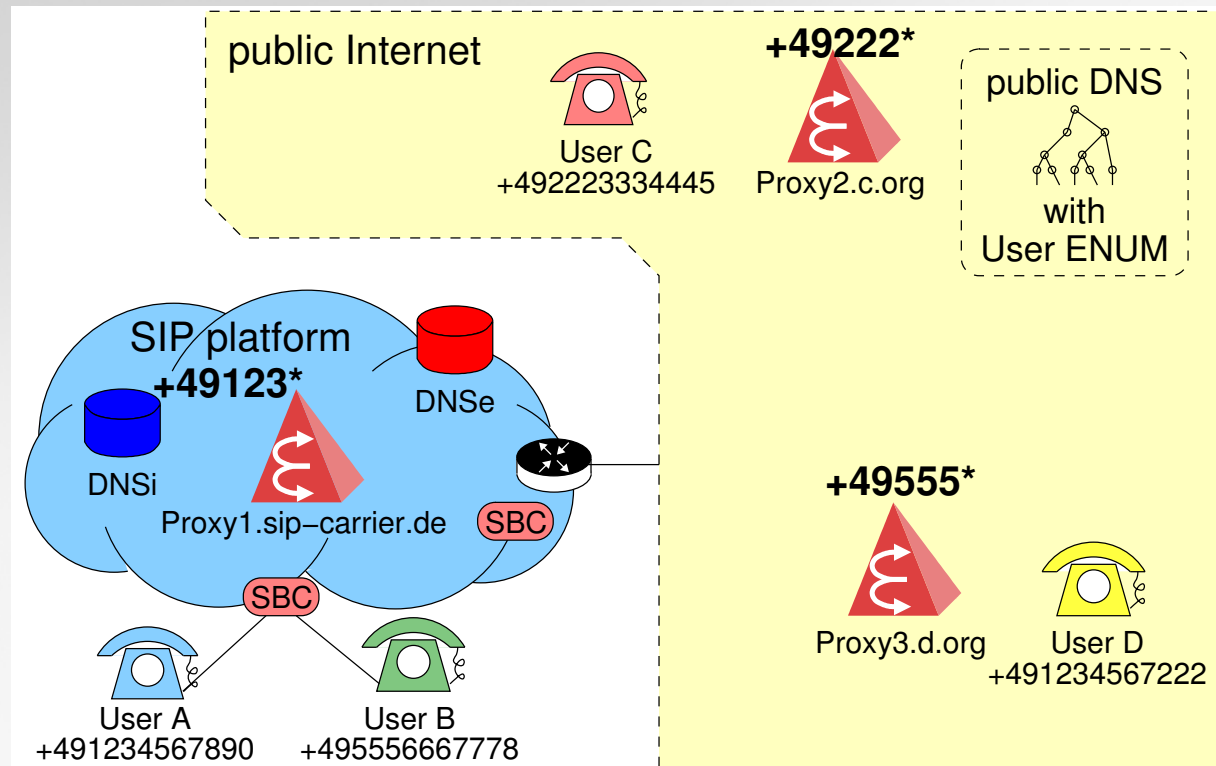 public Internet
+49222*
public DNS
with
User ENUM
User C
+492223334445
Proxy2.c.org
SIP platform
+49123*
DNSe
DNSi
Proxy1.sip−carrier.de
SBC
SBC
User A
+491234567890
User B
+495556667778
+49555*
Proxy3.d.org
User D
+491234567222